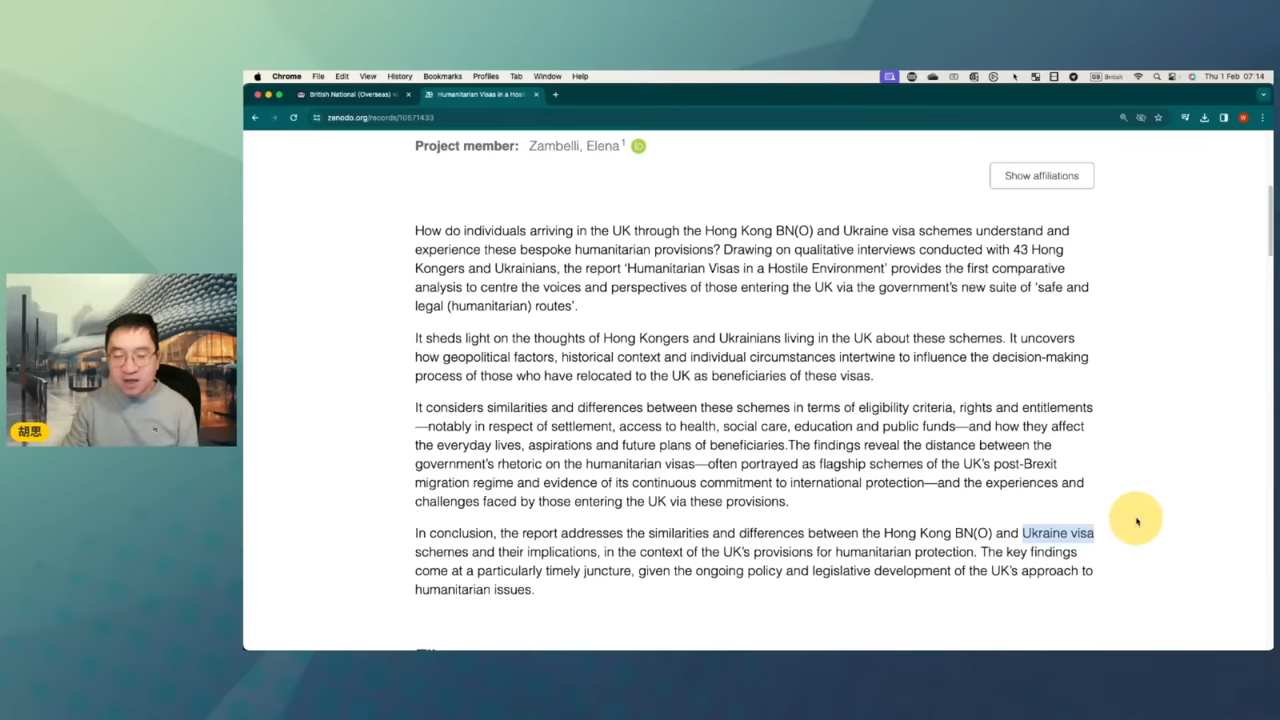 Chrome File Edit View History Bookmarks Profiles Tab Window Help
British Thu 1 Feb 07:14
British National (Overseas) vi
Humanitarian Visas in a Host
zenodo.org/records/10571433
Project member: Zambelli, Elena1
Show affiliations
How do individuals arriving in the UK through the Hong Kong BN(O) and Ukraine visa schemes understand and
experience these bespoke humanitarian provisions? Drawing on qualitative interviews conducted with 43 Hong
Kongers and Ukrainians, the report ‘Humanitarian Visas in a Hostile Environment’ provides the first comparative
analysis to centre the voices and perspectives of those entering the UK via the government’s new suite of ‘safe and
legal (humanitarian) routes’.
It sheds light on the thoughts of Hong Kongers and Ukrainians living in the UK about these schemes. It uncovers
how geopolitical factors, historical context and individual circumstances intertwine to influence the decision-making
process of those who have relocated to the UK as beneficiaries of these visas.
It considers similarities and differences between these schemes in terms of eligibility criteria, rights and entitlements
—notably in respect of settlement, access to health, social care, education and public funds—and how they affect
the everyday lives, aspirations and future plans of beneficiaries.The findings reveal the distance between the
government’s rhetoric on the humanitarian visas—often portrayed as flagship schemes of the UK’s post-Brexit
migration regime and evidence of its continuous commitment to international protection—and the experiences and
challenges faced by those entering the UK via these provisions.
In conclusion, the report addresses the similarities and differences between the Hong Kong BN(O) and Ukraine visa
schemes and their implications, in the context of the UK’s provisions for humanitarian protection. The key findings
come at a particularly timely juncture, given the ongoing policy and legislative development of the UK’s approach to
humanitarian issues.
胡思